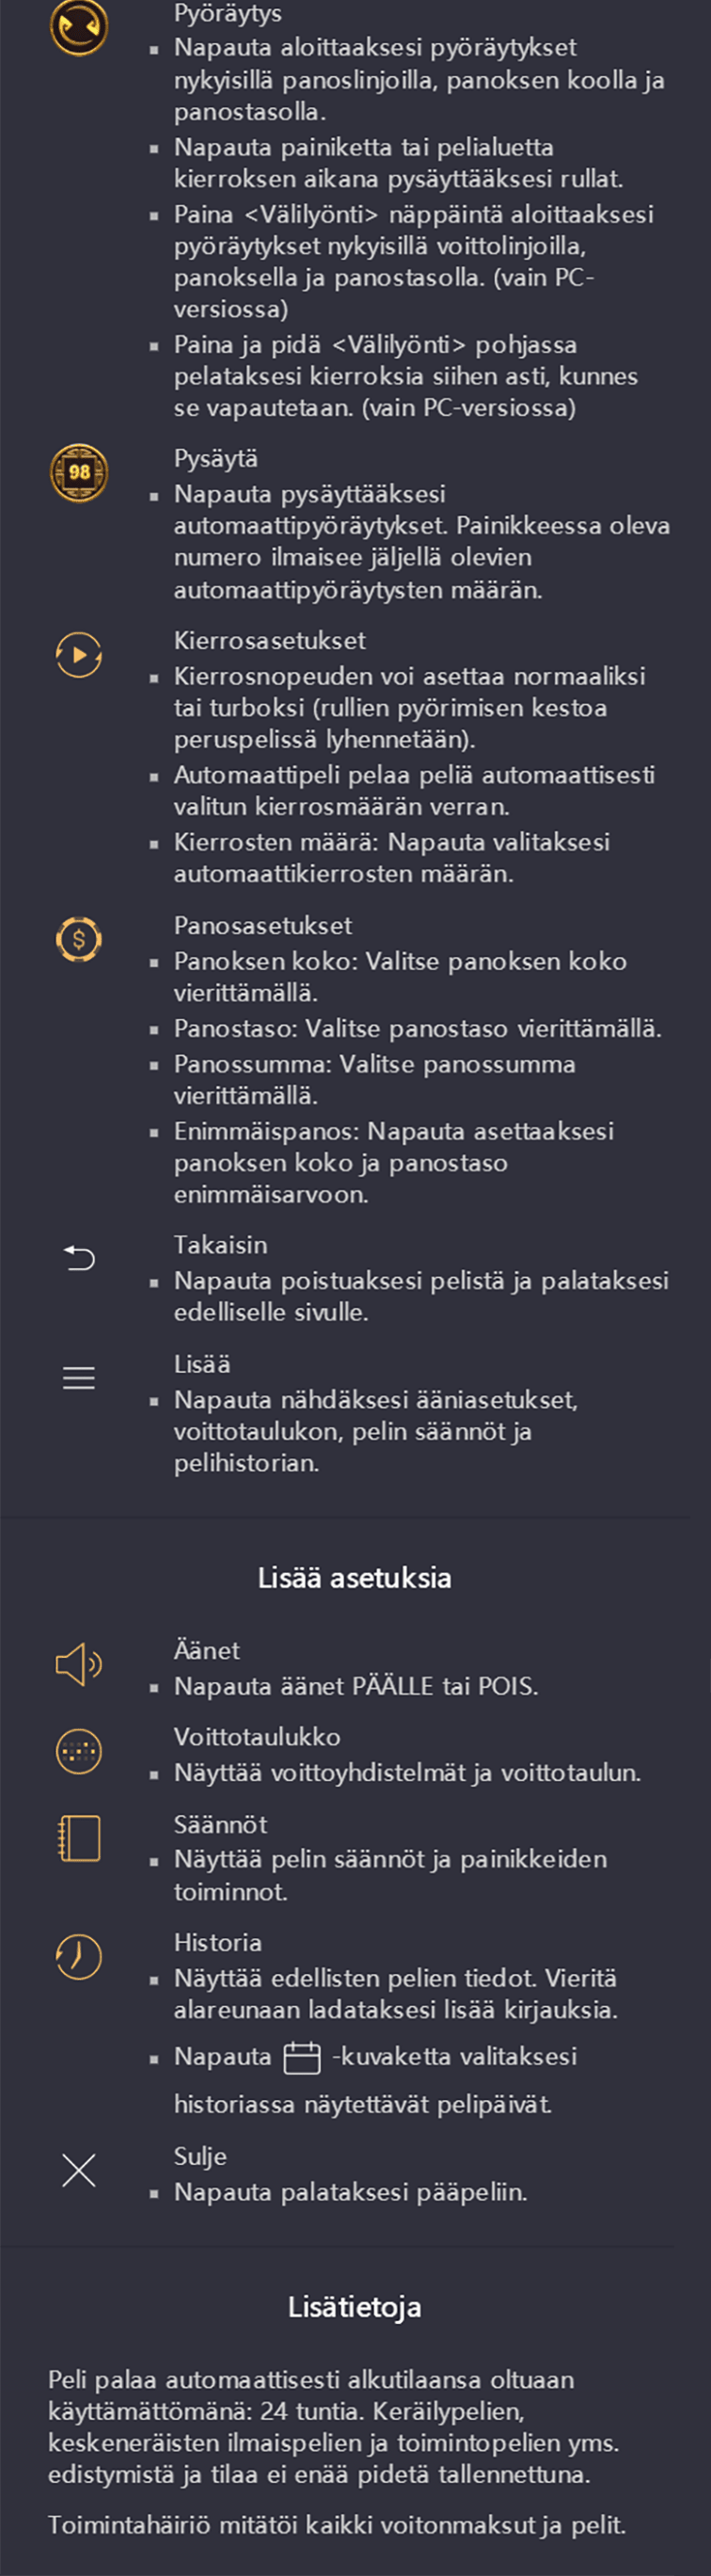 Pyöräytys
▪ Napauta aloittaaksesi pyöräytykset
nykyisillä panoslinjoilla, panoksen koolla ja
panostasolla.
▪ Napauta painiketta tai pelialuetta
kierroksen aikana pysäyttääksesi rullat.
▪ Paina <Välilyönti> näppäintä aloittaaksesi
pyöräytykset nykyisillä voittolinjoilla,
panoksella ja panostasolla. (vain PC-
versiossa)
▪ Paina ja pidä <Välilyönti> pohjassa
pelataksesi kierroksia siihen asti, kunnes
se vapautetaan. (vain PC-versiossa)
98
Pysäytä
▪ Napauta pysäyttääksesi
automaattipyöräytykset. Painikkeessa oleva
numero ilmaisee jäljellä olevien
automaattipyöräytysten määrän.
Kierrosasetukset
▪ Kierrosnopeuden voi asettaa normaaliksi
tai turboksi (rullien pyörimisen kestoa
peruspelissä lyhennetään).
▪ Automaattipeli pelaa peliä automaattisesti
valitun kierrosmäärän verran.
▪ Kierrosten määrä: Napauta valitaksesi
automaattikierrosten määrän.
$
Panosasetukset
▪ Panoksen koko: Valitse panoksen koko
vierittämällä.
▪ Panostaso: Valitse panostaso vierittämällä.
▪ Panossumma: Valitse panossumma
vierittämällä.
▪ Enimmäispanos: Napauta asettaaksesi
panoksen koko ja panostaso
enimmäisarvoon.
Takaisin
▪ Napauta poistuaksesi pelistä ja palataksesi
edelliselle sivulle.
Lisää
▪ Napauta nähdäksesi ääniasetukset,
voittotaulukon, pelin säännöt ja
pelihistorian.
Lisää asetuksia
Äänet
▪ Napauta äänet PÄÄLLE tai POIS.
Voittotaulukko
▪ Näyttää voittoyhdistelmät ja voittotaulun.
Säännöt
▪ Näyttää pelin säännöt ja painikkeiden
toiminnot.
Historia
▪ Näyttää edellisten pelien tiedot. Vieritä
alareunaan ladataksesi lisää kirjauksia.
▪ Napauta -kuvaketta valitaksesi
historiassa näytettävät pelipäivät.
Sulje
▪ Napauta palataksesi pääpeliin.
Lisätietoja
Peli palaa automaattisesti alkutilaansa oltuaan
käyttämättömänä: 24 tuntia. Keräilypelien,
keskeneräisten ilmaispelien ja toimintopelien yms.
edistymistä ja tilaa ei enää pidetä tallennettuna.
Toimintahäiriö mitätöi kaikki voitonmaksut ja pelit.